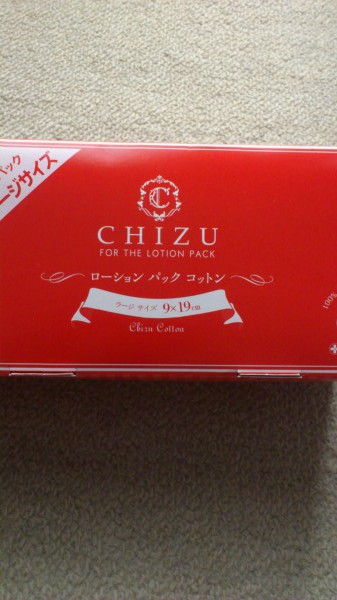 パック
ージサイズ
C
CHIZU
FOR THE LOTION PACK
ローション パック コットン
ラージ サイズ 9×19cm
Chizu Cotton
100%